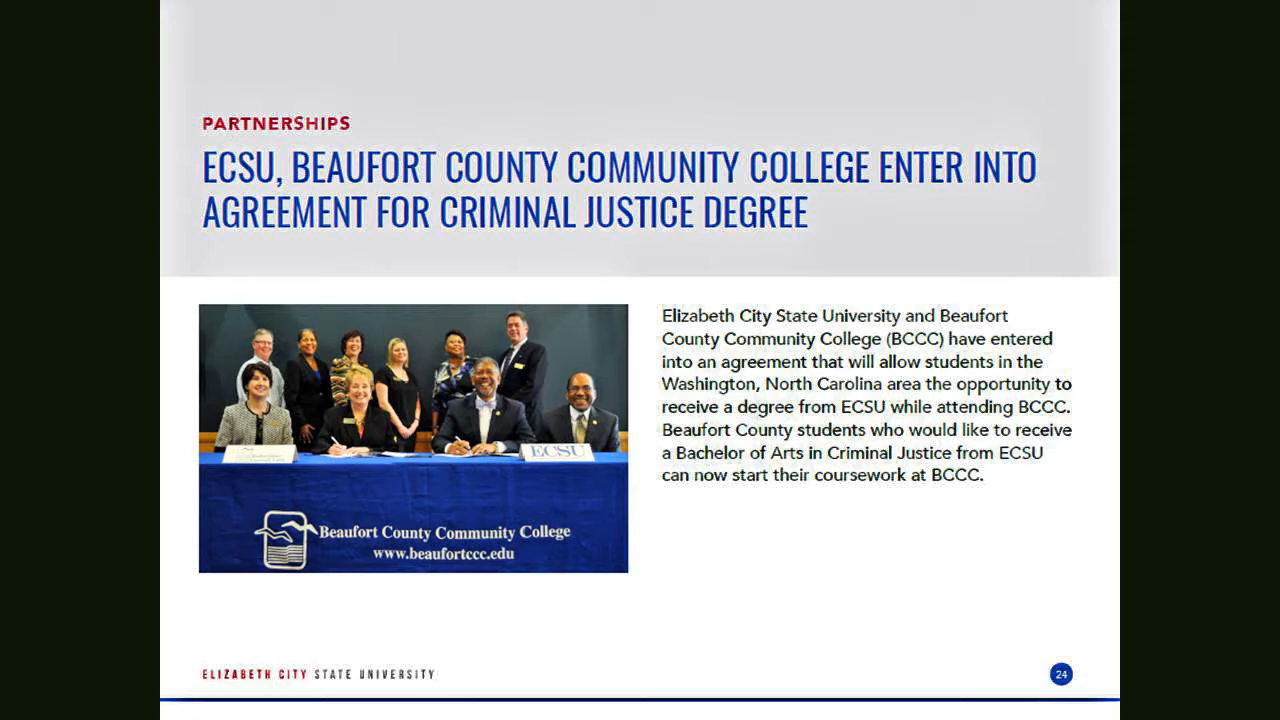 PARTNERSHIPS
ECSU, BEAUFORT COUNTY COMMUNITY COLLEGE ENTER INTO
AGREEMENT FOR CRIMINAL JUSTICE DEGREE
Elizabeth City State University and Beaufort
County Community College (BCCC) have entered
into an agreement that will allow students in the
Washington, North Carolina area the opportunity to
receive a degree from ECSU while attending BCCC.
Beaufort County students who would like to receive
a Bachelor of Arts in Criminal Justice from ECSU
can now start their coursework at BCCC.
ECSU
Beaufort County Community College
www.beaufortccc.edu
ELIZABETH CITY STATE UNIVERSITY
24